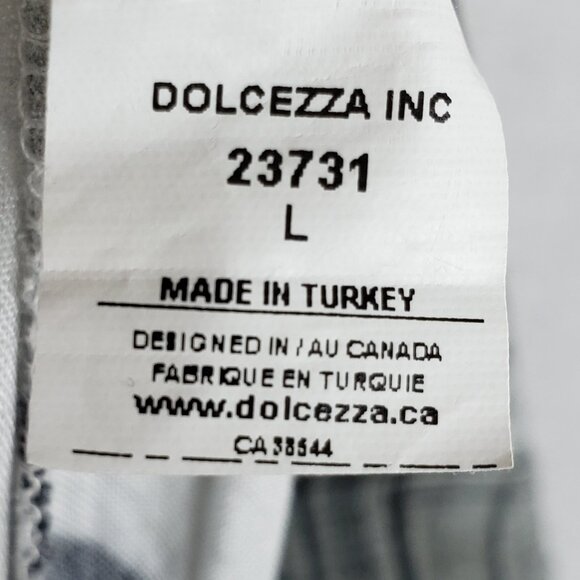 DOLCEZZA INC
23731
L
MADE IN TURKEY
DESIGNED IN / AU CANADA
FABRIQUE EN TURQUIE
www.dolcezza.ca
CA 38544